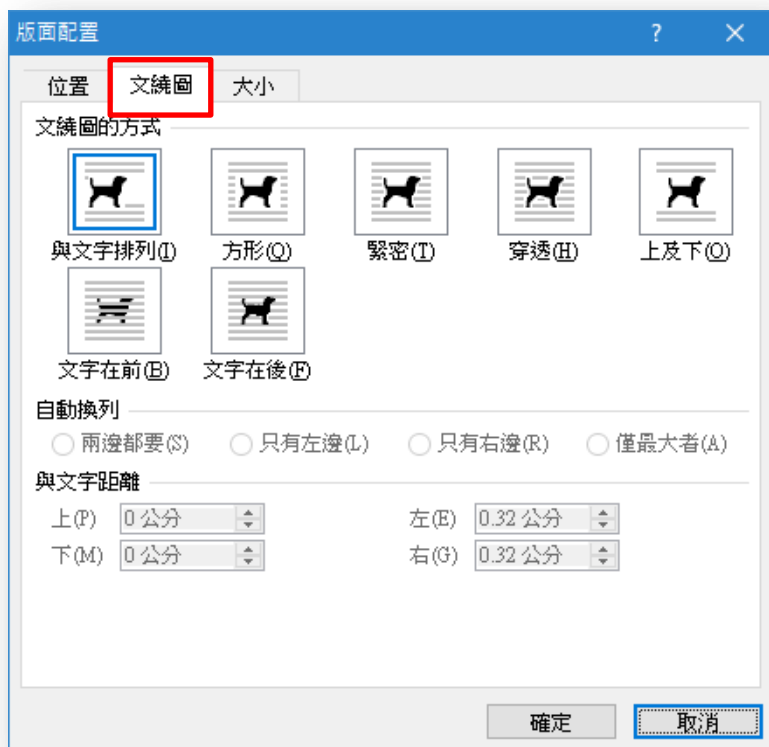 版面配置 ?
位置 文繞圖 大小
文繞圖的方式
與文字排列(I) 方形(Q) 緊密(T) 穿透(H) 上及下(O)
文字在前(B) 文字在後(F)
自動換列
兩邊都要(S) 只有左邊(L) 只有右邊(R) 僅最大者(A)
與文字距離
上(P) 0 公分 左(E) 0.32 公分
下(M) 0 公分 右(G) 0.32 公分
確定 取消